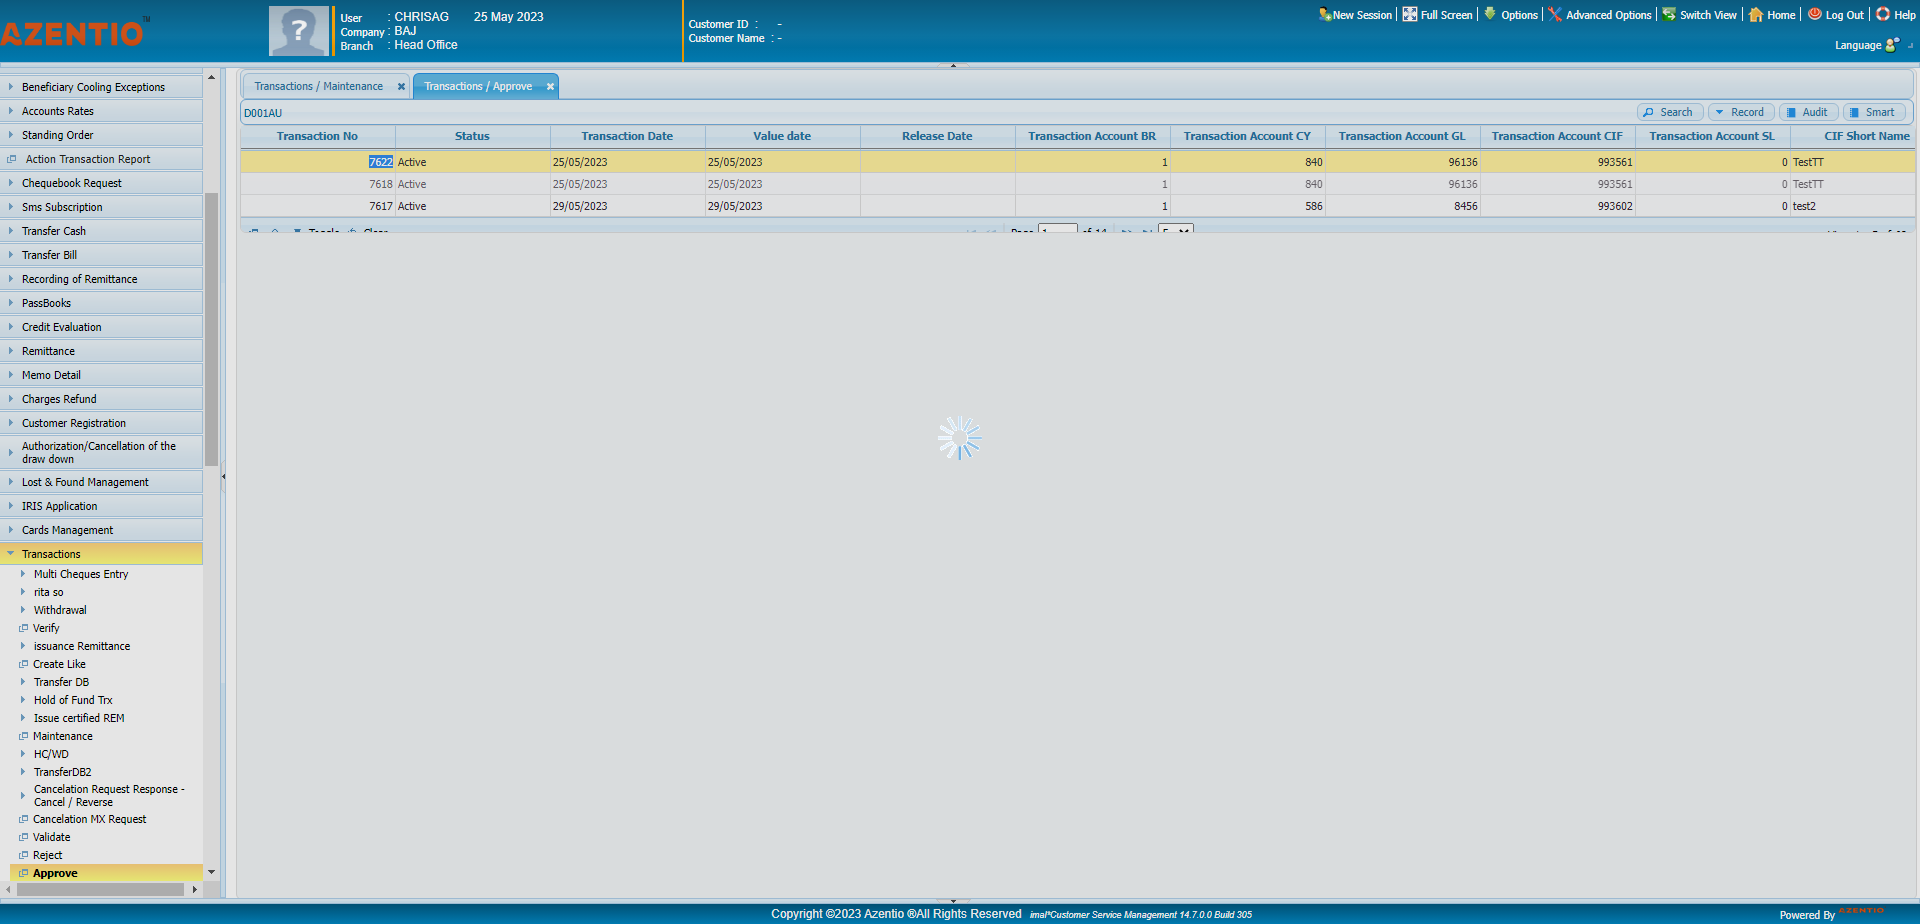 AZENTIO™
User : CHRISAG 25 May 2023
Company : BAJ
Branch : Head Office
Customer ID : -
Customer Name : -
New Session
Full Screen
Options
Advanced Options
Switch View
Home
Log Out
Help
Language
Beneficiary Cooling Exceptions
Accounts Rates
Standing Order
Action Transaction Report
Chequebook Request
Sms Subscription
Transfer Cash
Transfer Bill
Recording of Remittance
PassBooks
Credit Evaluation
Remittance
Memo Detail
Charges Refund
Customer Registration
Authorization/Cancellation of the
draw down
Lost & Found Management
IRIS Application
Cards Management
Transactions
Multi Cheques Entry
rita so
Withdrawal
Verify
issuance Remittance
Create Like
Transfer DB
Hold of Fund Trx
Issue certified REM
Maintenance
HC/WD
TransferDB2
Cancelation Request Response -
Cancel / Reverse
Cancelation MX Request
Validate
Reject
Approve
Transactions / Maintenance
Transactions / Approve
D001AU
Search
Record
Audit
Smart
Transaction No Status Transaction Date Value date Release Date Transaction Account BR Transaction Account CY Transaction Account GL Transaction Account CIF Transaction Account SL CIF Short Name
7622 Active 25/05/2023 25/05/2023 1 840 96136 993561 0 TestTT
7618 Active 25/05/2023 25/05/2023 1 840 96136 993561 0 TestTT
7617 Active 29/05/2023 29/05/2023 1 586 8456 993602 0 test2
Toggle Clear Page 1 of 14 5
Copyright ©2023 Azentio ®All Rights Reserved imal*Customer Service Management 14.7.0.0 Build 305
Powered By AZENTIO